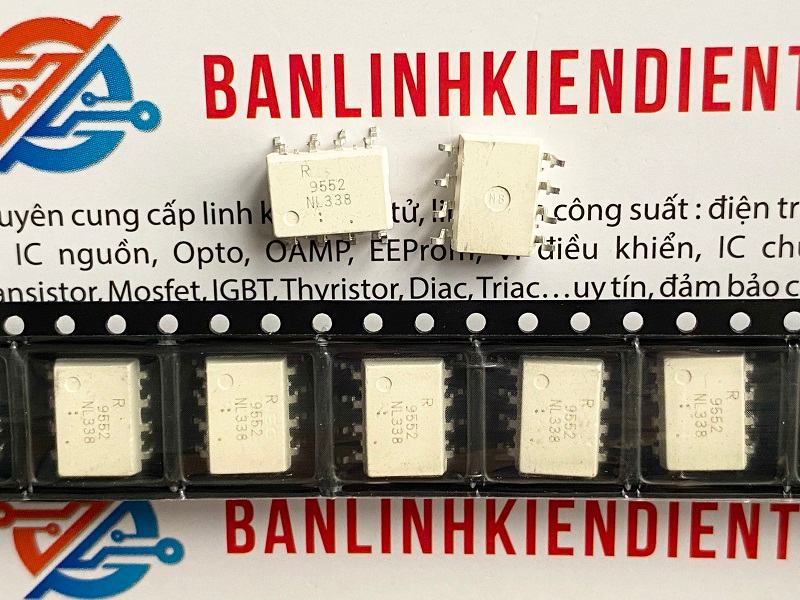 BANLINHKIENDIENT
R
9552
NL338
NB
uyên cung cấp linh k tử, công suất : điện tr
IC nguồn, Opto, OAMP, EEProm, điều khiển, IC ch
ansistor, Mosfet, IGBT, Thyristor, Diac, Triac...uy tín, đảm bảo c
R
9552
NL338
R
9552
NL338
R
9552
NL338
R
9552
NL338
R
9552
NL338
BANLINHKIENDIENT